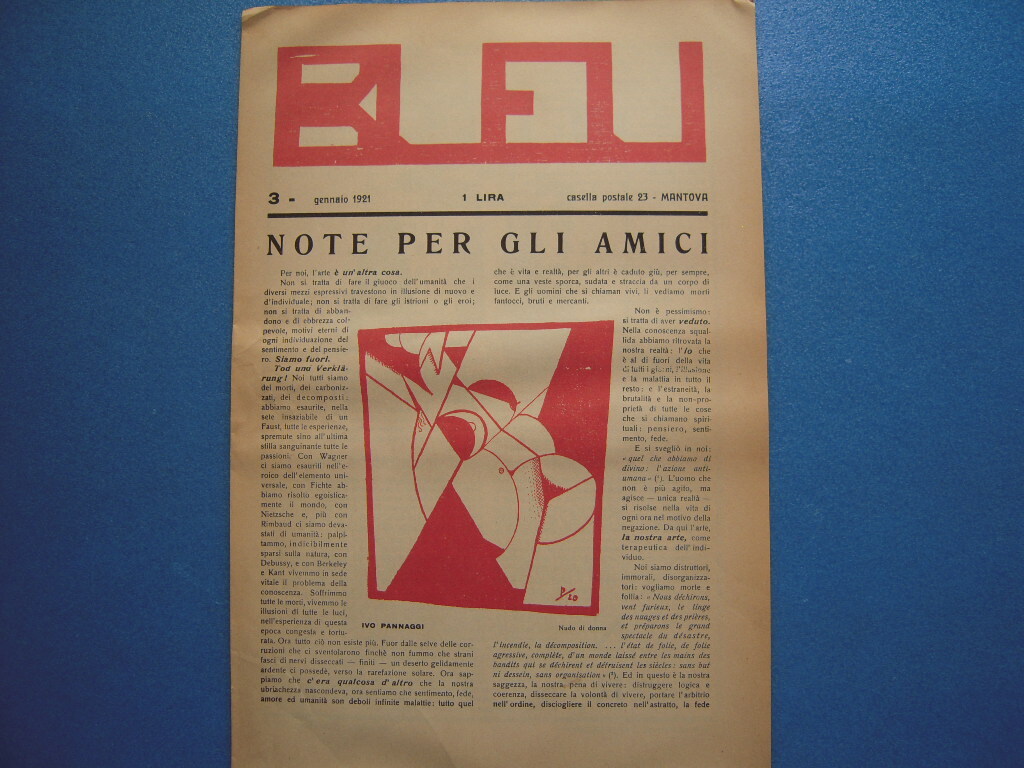 BLEU
3 - gennaio 1921 1 LIRA casella postale 23 - MANTOVA
NOTE PER GLI AMICI
Per noi, l'arte è un'altra cosa.
Non si tratta di fare il giuoco dell'umanità che i
diversi mezzi espressivi travestono in illusione di nuovo e
d'individuale; non si tratta di fare gli istrioni o gli eroi;
non si tratta di abban-
dono e di ebbrezza col-
pevole, motivi eterni di
ogni individuazione del
sentimento e del pensie-
ro. Siamo fuori.
Tod und Verklä-
rung! Noi tutti siamo
dei morti, dei carboniz-
zati, dei decomposti:
abbiamo esaurite, nella
sete insaziabile di un
Faust, tutte le esperienze,
spremute sino all'ultima
stilla sanguinante tutte le
passioni. Con Wagner
ci siamo esauriti nell'e-
roico dell'elemento uni-
versale, con Fichte ab-
biamo risolto egoistica-
mente il mondo, con
Nietzsche e, più con
Rimbaud ci siamo deva-
stati di umanità: palpi-
tammo, indicibilmente
sparsi sulla natura, con
Debussy, e con Berkeley
e Kant vivemmo in sede
vitale il problema della
conoscenza. Soffrimmo
tutte le morti, vivemmo le
illusioni di tutte le luci,
nell'esperienza di questa
epoca congesta e tortu-
rata. Ora tutto ciò non esiste più. Fuor dalle selve delle cor-
ruzioni che ci sventolarono finchè non fummo che strani
fasci di nervi disseccati — finiti — un deserto gelidamente
ardente ci possedè, verso la rarefazione solare. Ora sap-
piamo che c'era qualcosa d'altro che la nostra
ubriachezza nascondeva, ora sentiamo che sentimento, fede,
amore ed umanità son deboli infinite malattie: tutto quel
che è vita e realtà, per gli altri è caduto giù, per sempre,
come una veste sporca, sudata e straccia da un corpo di
luce. E gli uomini che si chiaman vivi, li vediamo morti
fantocci, bruti e mercanti.
Non è pessimismo:
si tratta di aver veduto.
Nella conoscenza squal-
lida abbiamo ritrovata la
nostra realtà: l'Io che
è al di fuori della vita
di tutti i giorni, l'illusione
e la malattia in tutto il
resto: e l'estraneità, la
brutalità e la non-pro-
prietà di tutte le cose
che si chiamano spiri-
tuali: pensiero, senti-
mento, fede.
E si svegliò in noi:
«quel che abbiamo di
divino: l'azione anti-
umana» (¹). L'uomo che
non è più agito, ma
agisce — unica realtà —
si risolse nella vita di
ogni ora nel motivo della
negazione. Da qui l'arte,
la nostra arte, come
terapeutica dell'indi-
viduo.
Noi siamo distruttori,
immorali, disorganizza-
tori: vogliamo morte e
follia: «Nous déchirons,
vent furieux, le linge
des nuages et des prières,
et préparons le grand
spectacle du désastre,
l'incendie, la décomposition. ... l'état de folie, de folie
agressive, complète, d'un monde laissé entre les mains des
bandits qui se déchirent et détruisent les siècles: sans but
ni dessein, sans organisation» (²). Ed in questo è la nostra
saggezza, la nostra pena di vivere: distruggere logica e
coerenza, disseccare la volontà di vivere, portare l'arbitrio
nell'ordine, disciogliere il concreto nell'astratto, la fede
P/20
IVO PANNAGGI
Nudo di donna